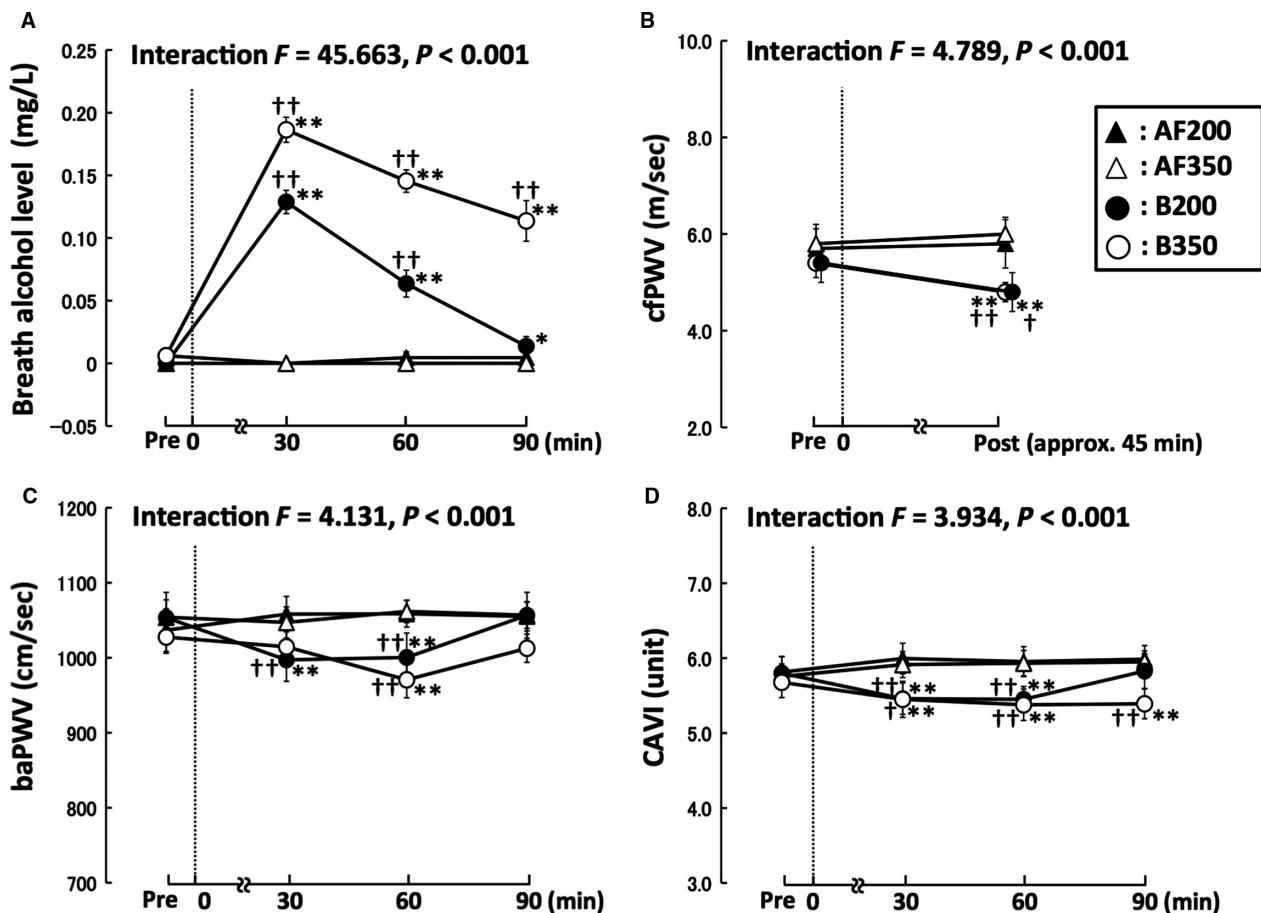 A
Interaction F = 45.663, P < 0.001
Breath alcohol level (mg/L)
0.25
0.20
0.15
0.10
0.05
0
−0.05
†† **
†† **
†† **
†† **
†† **
*
Pre 0 30 60 90 (min)
B
Interaction F = 4.789, P < 0.001
cfPWV (m/sec)
10.0
8.0
6.0
4.0
2.0
** **
†† †
Pre 0 Post (approx. 45 min)
▲ : AF200
△ : AF350
● : B200
○ : B350
C
Interaction F = 4.131, P < 0.001
baPWV (cm/sec)
1200
1100
1000
900
800
700
†† **
†† **
†† **
Pre 0 30 60 90 (min)
D
Interaction F = 3.934, P < 0.001
CAVI (unit)
8.0
7.0
6.0
5.0
4.0
3.0
†† ** †† **
† ** †† ** †† **
Pre 0 30 60 90 (min)